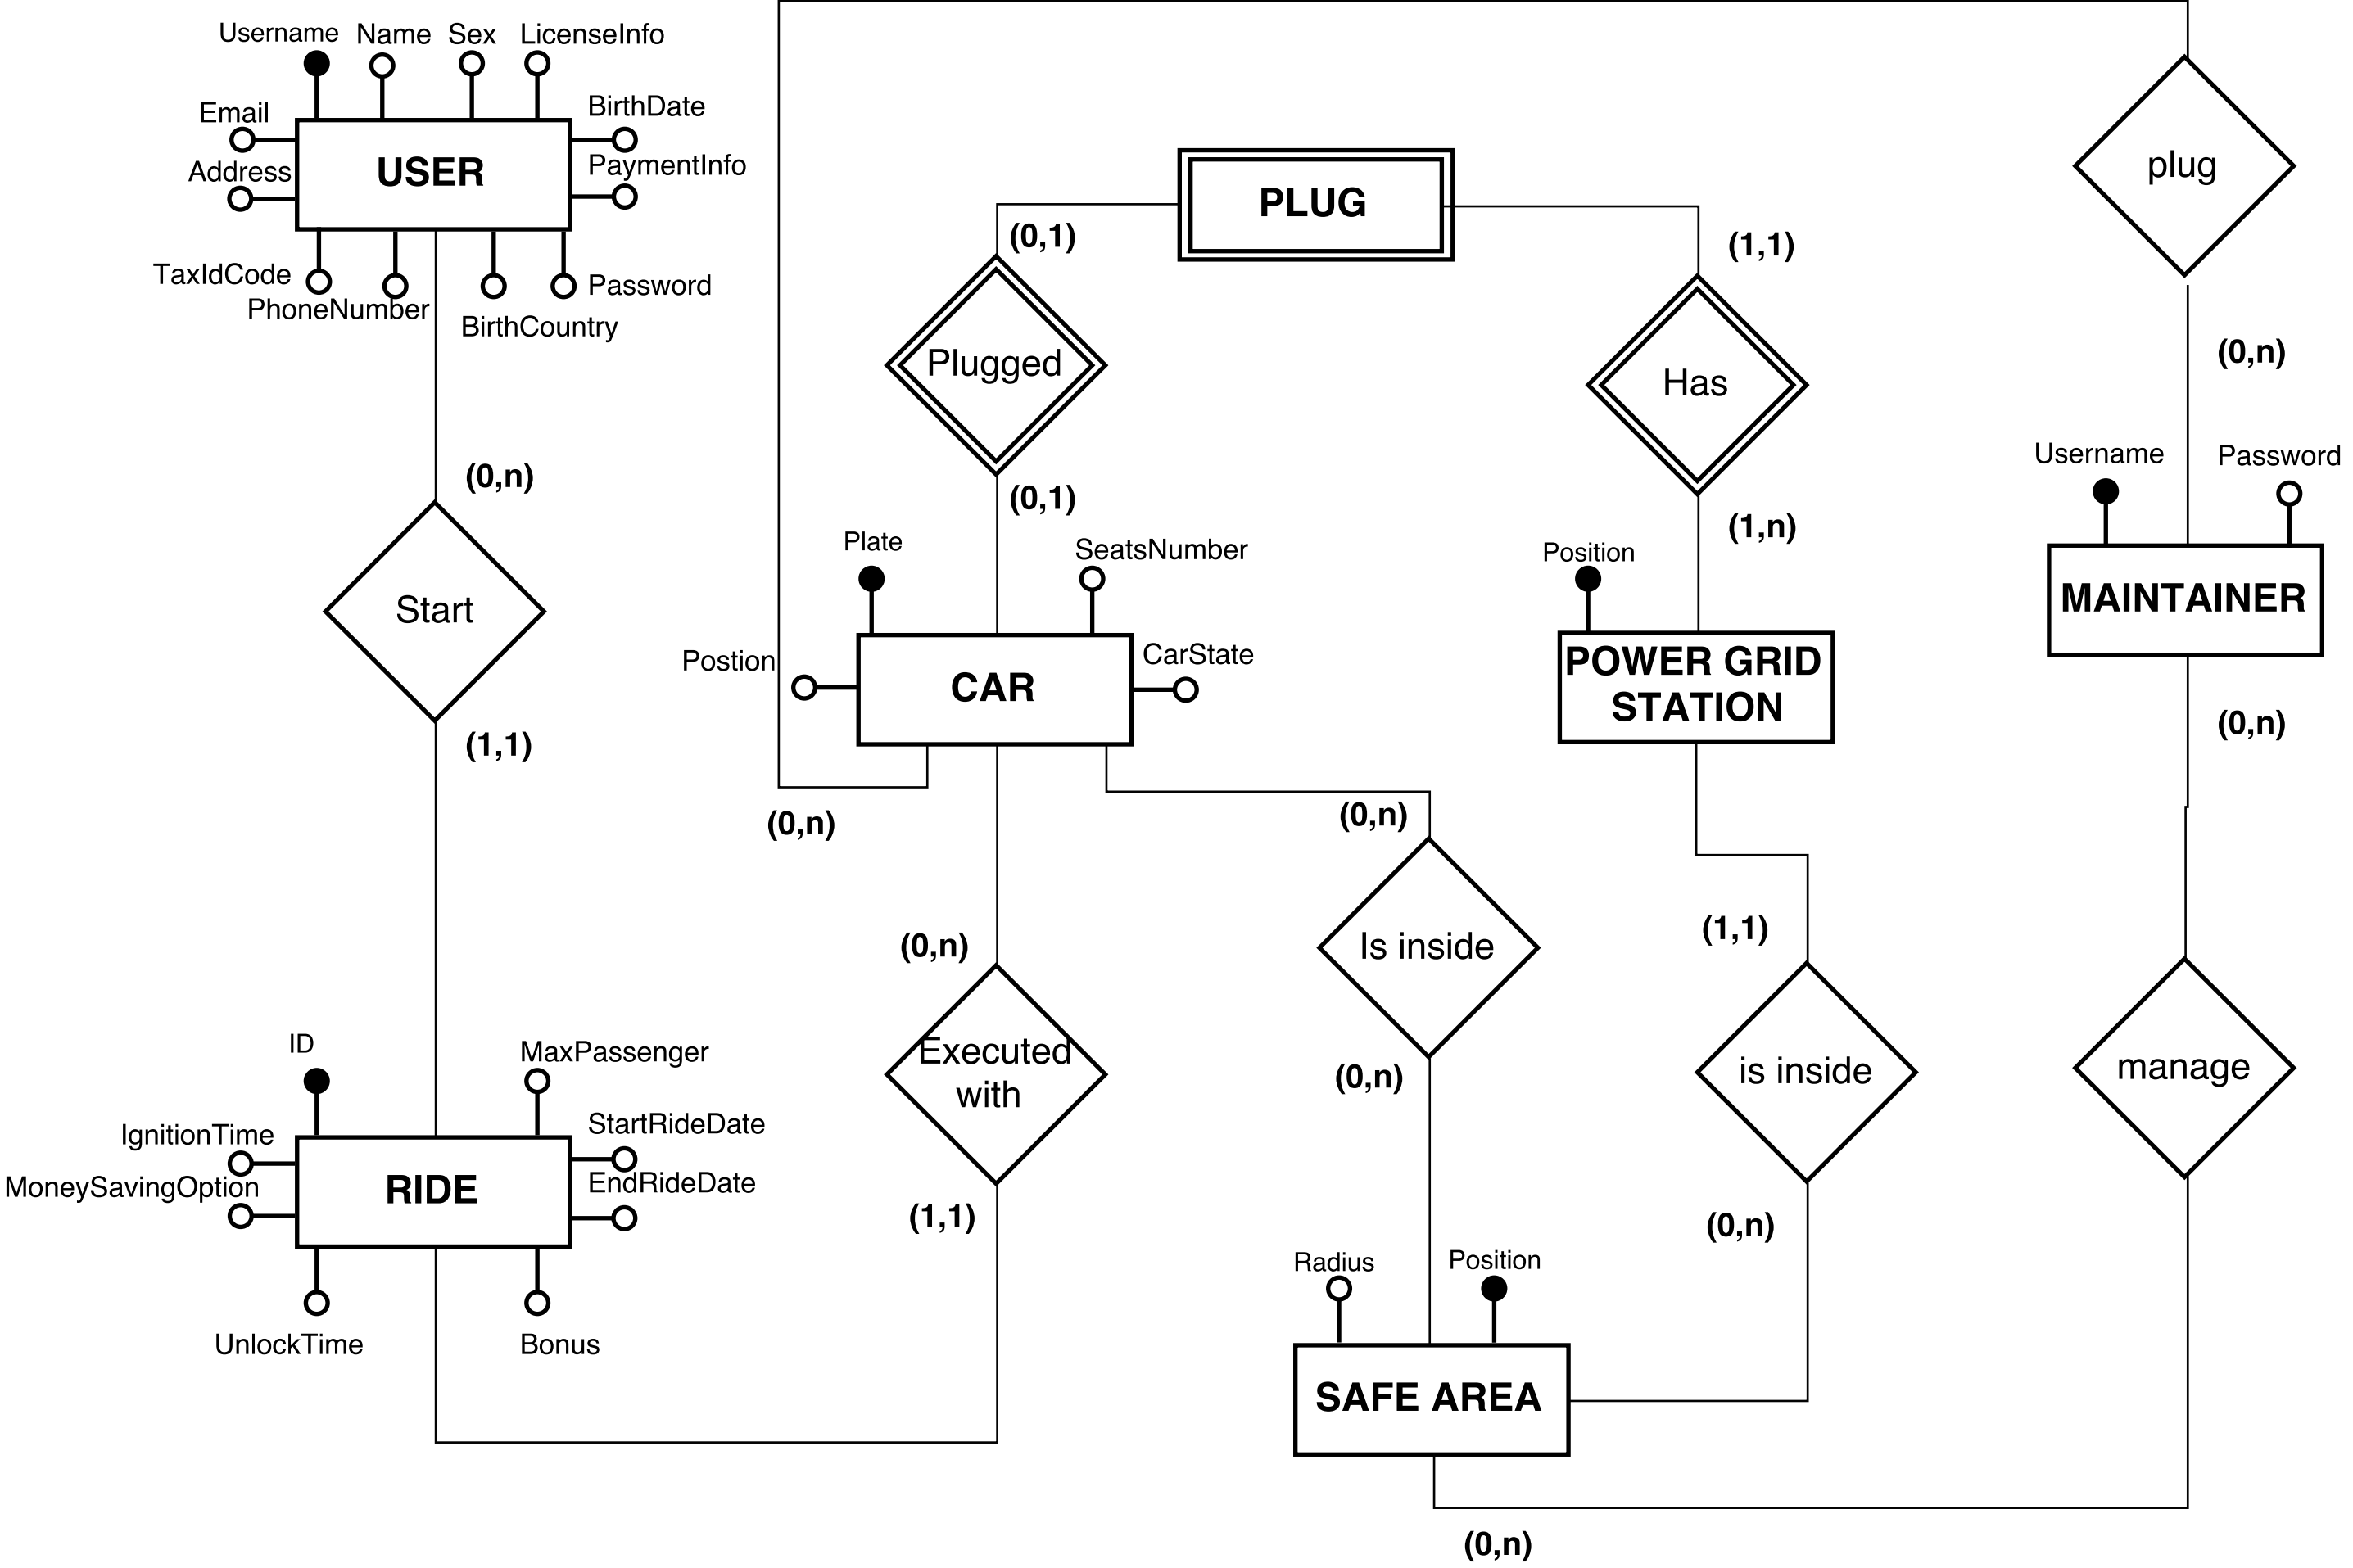 Username
Name
Sex
LicenseInfo
Email
BirthDate
Address
USER
PaymentInfo
TaxIdCode
PhoneNumber
BirthCountry
Password
(0,n)
Start
(1,1)
ID
MaxPassenger
IgnitionTime
StartRideDate
MoneySavingOption
RIDE
EndRideDate
UnlockTime
Bonus
PLUG
(0,1)
(1,1)
Plugged
Has
(0,1)
(1,n)
Plate
SeatsNumber
Postion
CAR
CarState
(0,n)
(0,n)
(0,n)
Executed
with
(1,1)
Is inside
(0,n)
Position
POWER GRID
STATION
(1,1)
is inside
(0,n)
Radius
Position
SAFE AREA
(0,n)
plug
(0,n)
Username
Password
MAINTAINER
(0,n)
manage